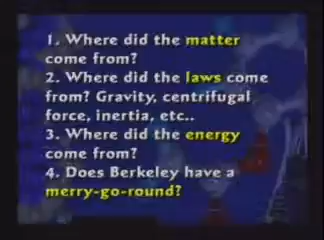 1. Where did the matter
come from?
2. Where did the laws come
from? Gravity, centrifugal
force, inertia, etc..
3. Where did the energy
come from?
4. Does Berkeley have a
merry-go-round?